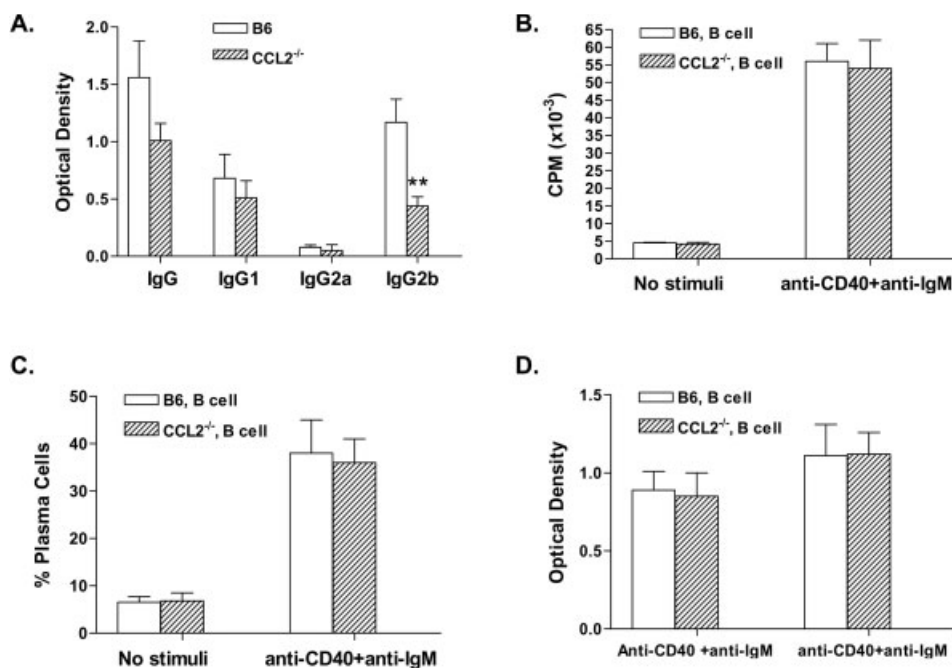 A.
B6
CCL2-/-
Optical Density
2.0
1.5
1.0
0.5
0.0
**
IgG IgG1 IgG2a IgG2b
B.
B6, B cell
CCL2-/-, B cell
CPM (x10-3)
65
60
55
50
45
40
35
30
25
20
15
10
5
0
No stimuli anti-CD40+anti-IgM
C.
B6, B cell
CCL2-/-, B cell
% Plasma Cells
50
40
30
20
10
0
No stimuli anti-CD40+anti-IgM
D.
B6, B cell
CCL2-/-, B cell
Optical Density
1.5
1.0
0.5
0.0
Anti-CD40 +anti-IgM anti-CD40+anti-IgM